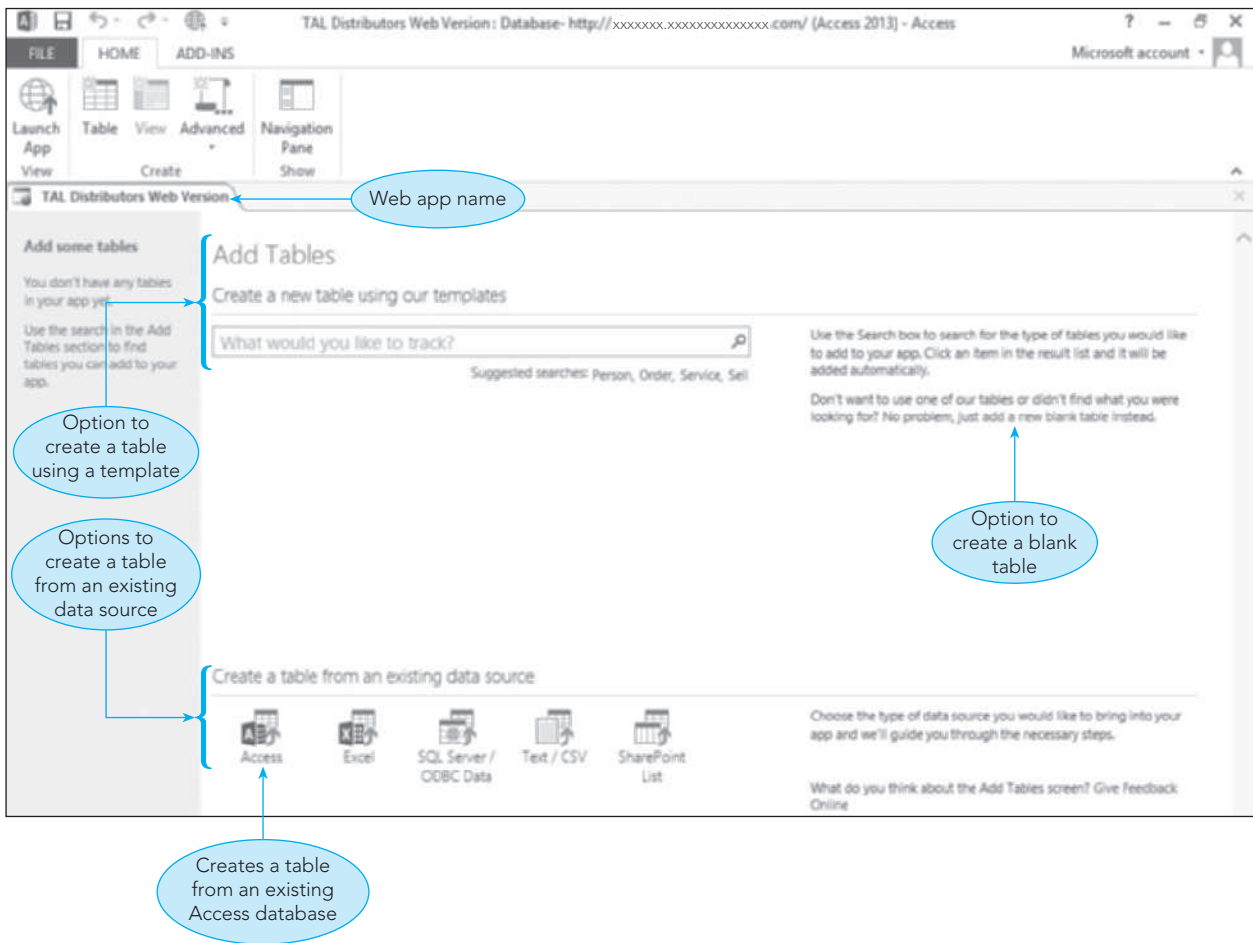 TAL Distributors Web Version : Database- http://xxxxxxx.xxxxxxxxxxxxxx.com/ (Access 2013) - Access
?
FILE
HOME
ADD-INS
Microsoft account
Launch App
Table
View
Advanced
Navigation Pane
View
Create
Show
TAL Distributors Web Version
Web app name
Add some tables
You don't have any tables
in your app yet.
Use the search in the Add
Tables section to find
tables you can add to your
app.
Add Tables
Create a new table using our templates
What would you like to track?
Suggested searches: Person, Order, Service, Sell
Use the Search box to search for the type of tables you would like
to add to your app. Click an item in the result list and it will be
added automatically.
Don't want to use one of our tables or didn't find what you were
looking for? No problem, just add a new blank table instead.
Option to
create a table
using a template
Option to
create a blank
table
Options to
create a table
from an existing
data source
Create a table from an existing data source
Access
Excel
SQL Server /
ODBC Data
Text / CSV
SharePoint
List
Choose the type of data source you would like to bring into your
app and we'll guide you through the necessary steps.
What do you think about the Add Tables screen? Give Feedback
Online
Creates a table
from an existing
Access database